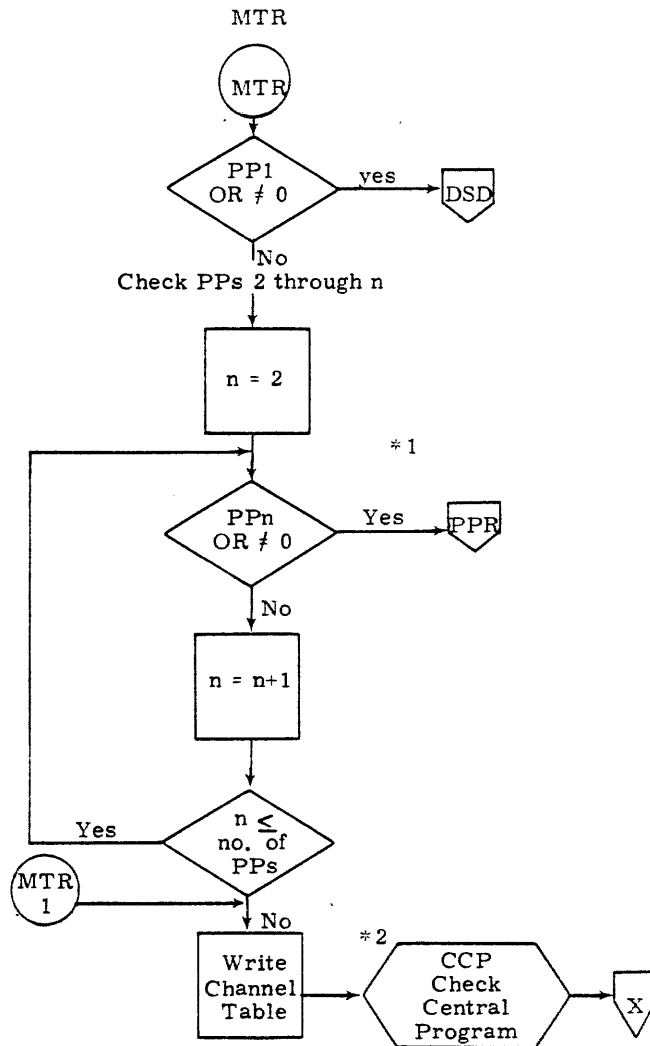 MTR
MTR
PP1
OR ≠ 0
yes
DSD
No
Check PPs 2 through n
n = 2
*1
PPn
OR ≠ 0
Yes
PPR
No
n = n+1
n ≤
no. of
PPs
Yes
MTR
1
No
*2
Write
Channel
Table
CCP
Check
Central
Program
X